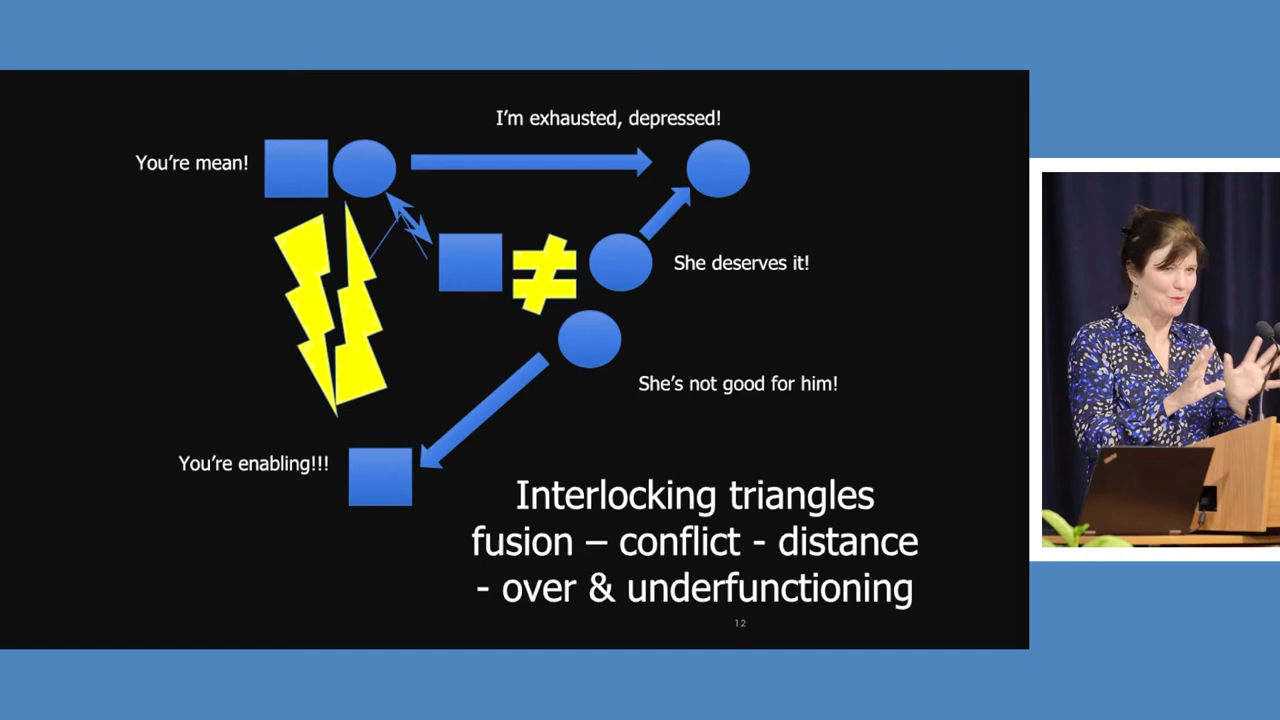 I'm exhausted, depressed!
You're mean!
She deserves it!
She's not good for him!
You're enabling!!!
Interlocking triangles
fusion – conflict - distance
- over & underfunctioning
12